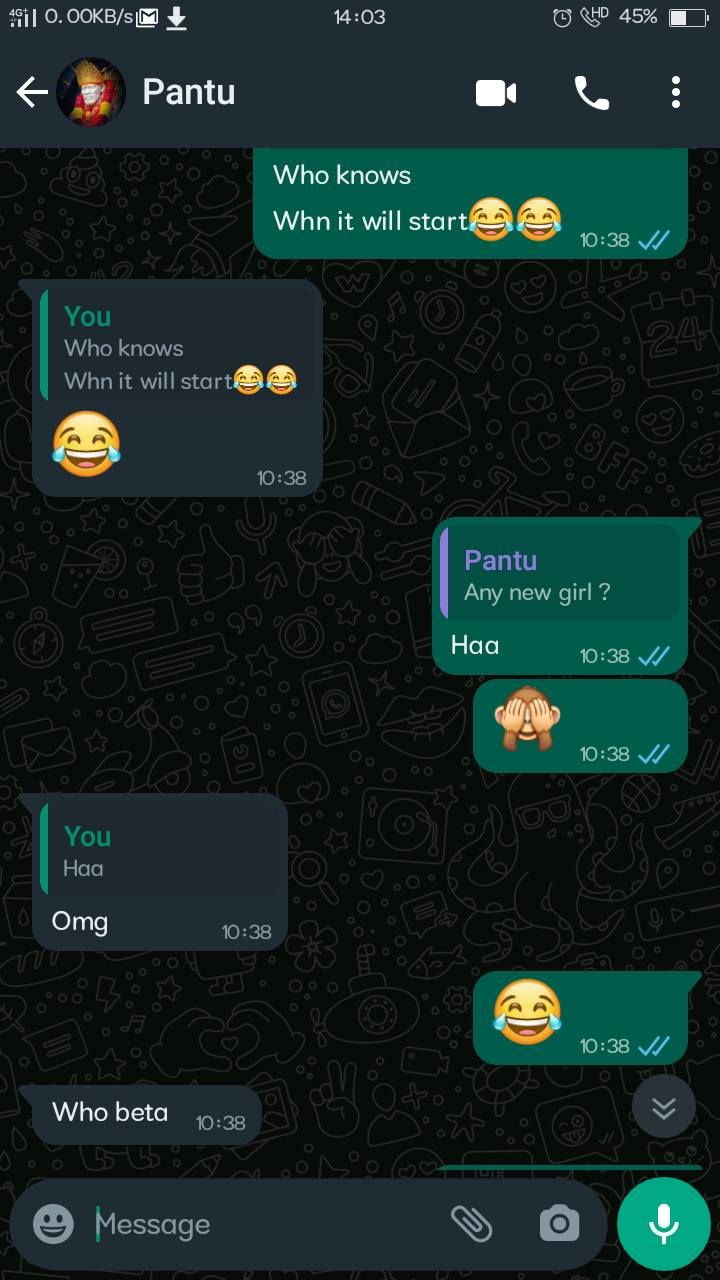 4G+ 0.00KB/s 14:03 HD 45%
Pantu
Who knows
Whn it will start😂😂 10:38
You
Who knows
Whn it will start😂😂
😂
10:38
Pantu
Any new girl ?
Haa 10:38
🙈 10:38
You
Haa
Omg 10:38
😂 10:38
Who beta 10:38
Message